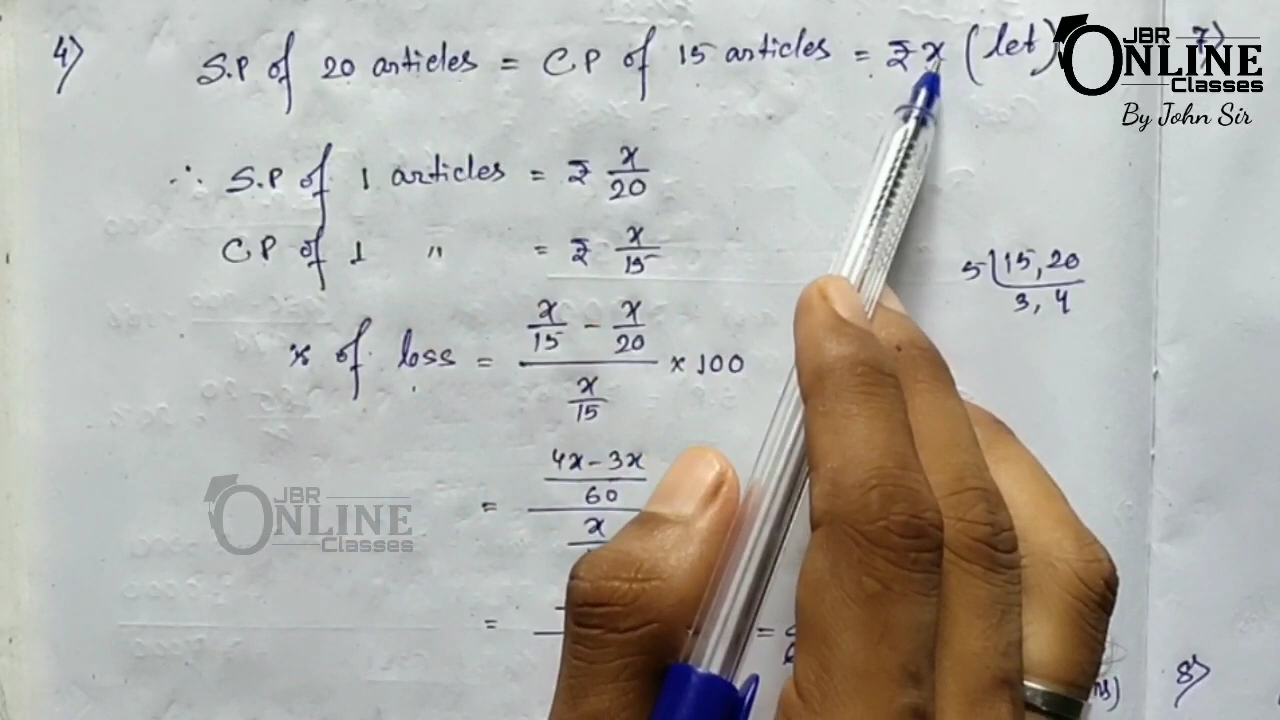 4) S.P of 20 articles = C.P of 15 articles = ₹ x (let)
∴ S.P of 1 articles = ₹ x/20
CP of 1 " = ₹ x/15
5 | 15, 20
3, 4
% of loss = (x/15 - x/20)/(x/15) × 100
= ((4x - 3x)/60)/(x/
=
=
7)
8)
JBR
ONLINE
Classes
By John Sir
JBR
ONLINE
Classes